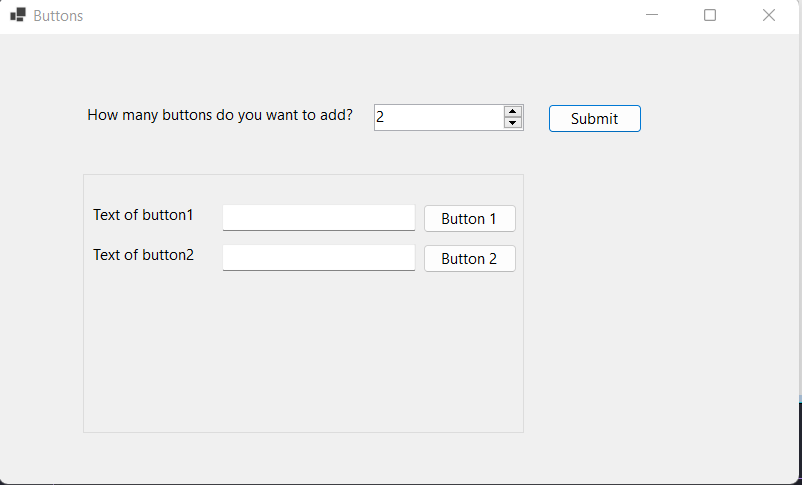 Buttons
How many buttons do you want to add? 2 Submit
Text of button1 Button 1
Text of button2 Button 2